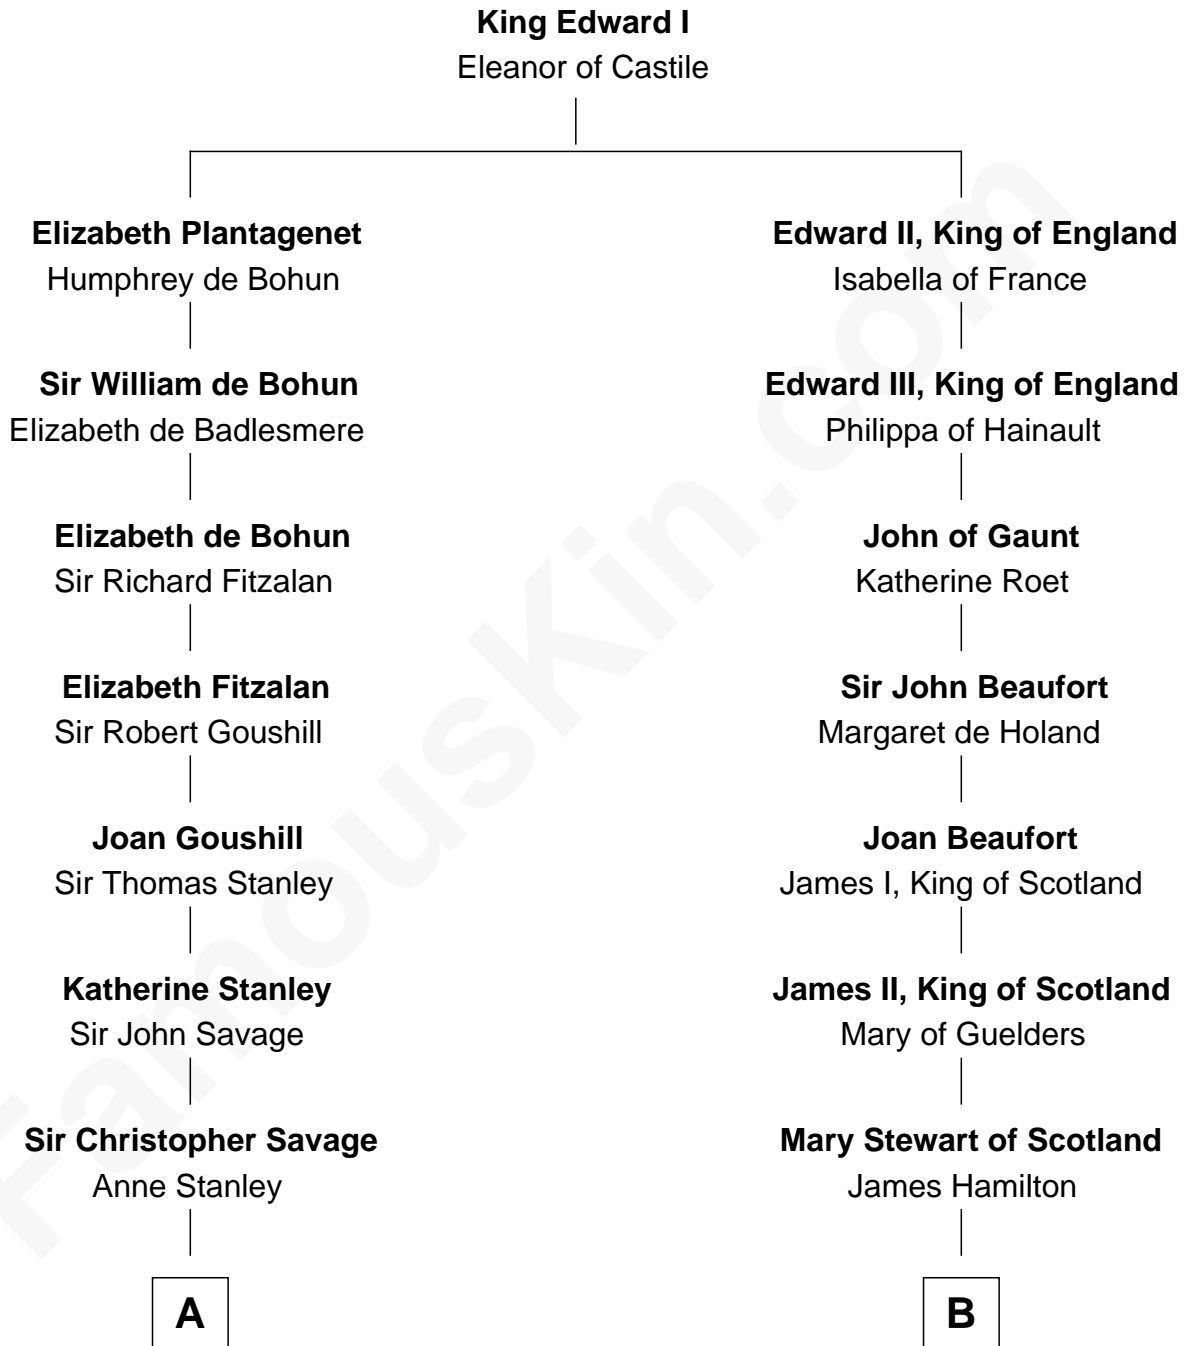 King Edward I
Eleanor of Castile
Elizabeth Plantagenet
Humphrey de Bohun
Edward II, King of England
Isabella of France
Sir William de Bohun
Elizabeth de Badlesmere
Edward III, King of England
Philippa of Hainault
Elizabeth de Bohun
Sir Richard Fitzalan
John of Gaunt
Katherine Roet
Elizabeth Fitzalan
Sir Robert Goushill
Sir John Beaufort
Margaret de Holand
Joan Goushill
Sir Thomas Stanley
Joan Beaufort
James I, King of Scotland
Katherine Stanley
Sir John Savage
James II, King of Scotland
Mary of Guelders
Sir Christopher Savage
Anne Stanley
Mary Stewart of Scotland
James Hamilton
A
B
FamousKin.com